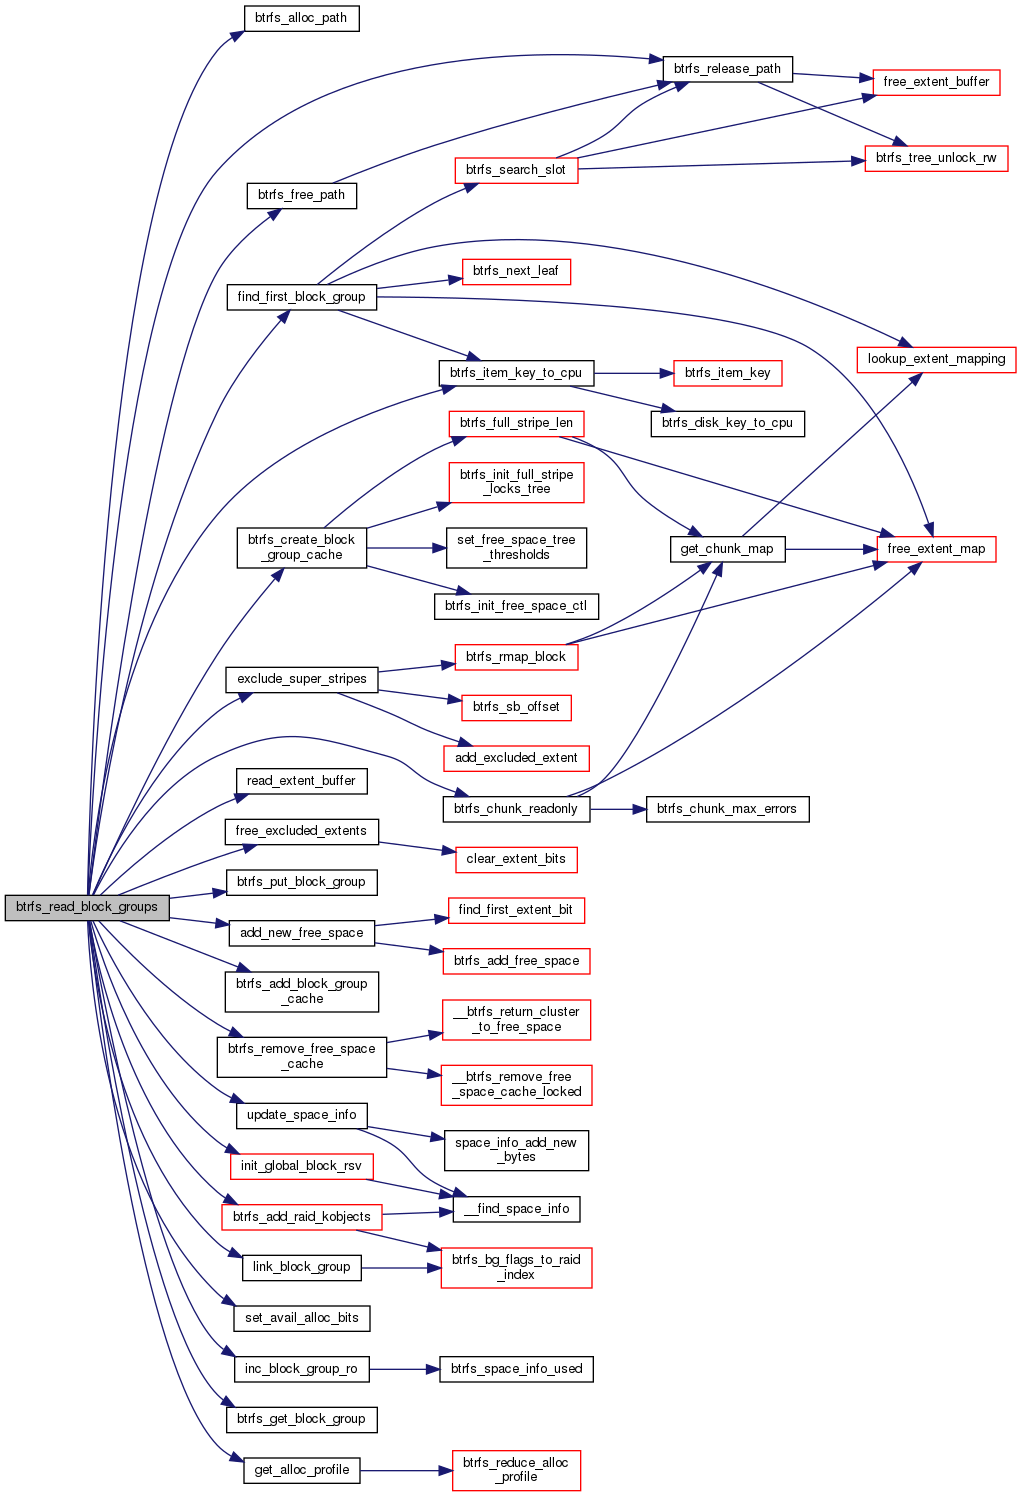 btrfs_alloc_path
btrfs_release_path
free_extent_buffer
btrfs_tree_unlock_rw
btrfs_search_slot
btrfs_free_path
btrfs_next_leaf
find_first_block_group
lookup_extent_mapping
btrfs_item_key_to_cpu
btrfs_item_key
btrfs_disk_key_to_cpu
btrfs_full_stripe_len
btrfs_init_full_stripe
_locks_tree
btrfs_create_block
_group_cache
set_free_space_tree
_thresholds
get_chunk_map
free_extent_map
btrfs_init_free_space_ctl
btrfs_rmap_block
exclude_super_stripes
btrfs_sb_offset
add_excluded_extent
read_extent_buffer
btrfs_chunk_readonly
btrfs_chunk_max_errors
free_excluded_extents
clear_extent_bits
btrfs_put_block_group
btrfs_read_block_groups
find_first_extent_bit
add_new_free_space
btrfs_add_free_space
btrfs_add_block_group
_cache
__btrfs_return_cluster
_to_free_space
btrfs_remove_free_space
_cache
__btrfs_remove_free
_space_cache_locked
update_space_info
space_info_add_new
_bytes
init_global_block_rsv
__find_space_info
btrfs_add_raid_kobjects
link_block_group
btrfs_bg_flags_to_raid
_index
set_avail_alloc_bits
inc_block_group_ro
btrfs_space_info_used
btrfs_get_block_group
get_alloc_profile
btrfs_reduce_alloc
_profile